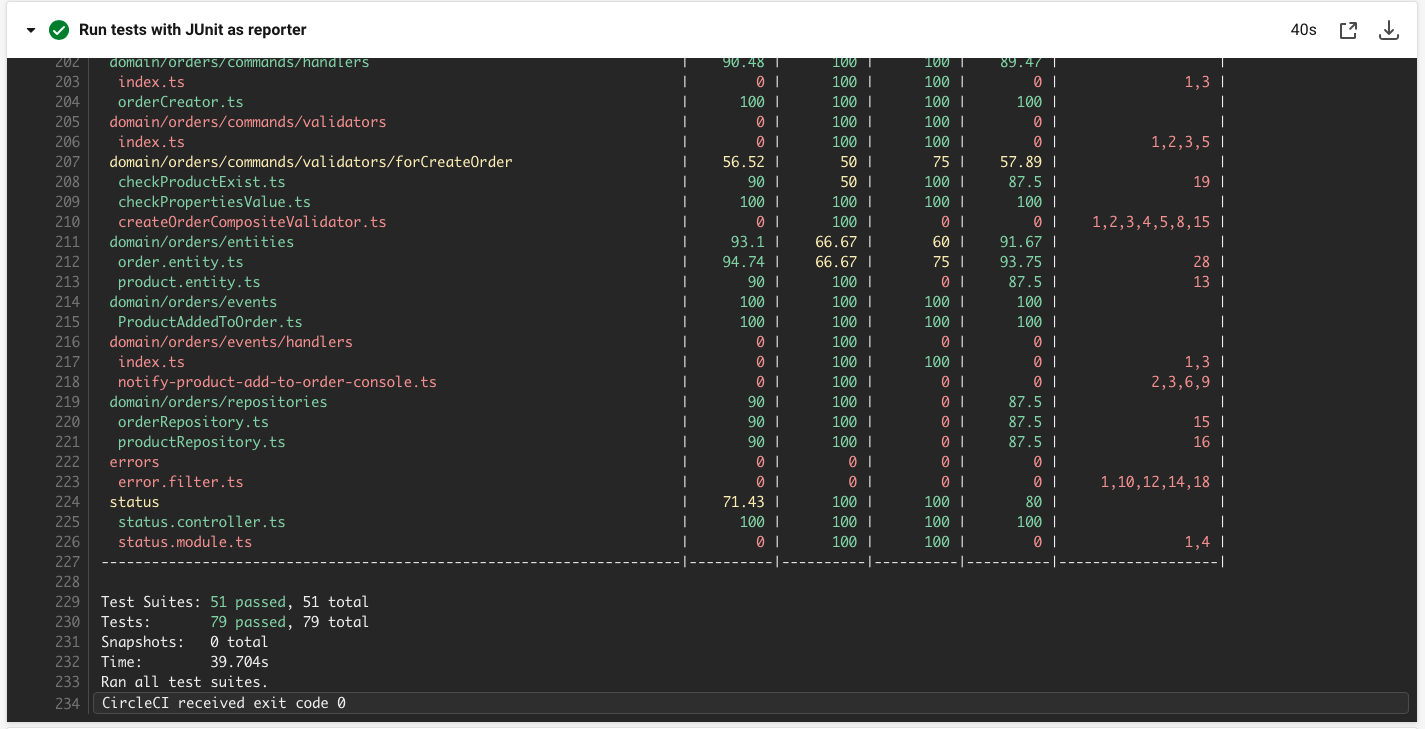 Run tests with JUnit as reporter 40s
202 domain/orders/commands/handlers | 90.48 | 100 | 100 | 89.47 | |
203 index.ts | 0 | 100 | 100 | 0 | 1,3 |
204 orderCreator.ts | 100 | 100 | 100 | 100 | |
205 domain/orders/commands/validators | 0 | 100 | 100 | 0 | |
206 index.ts | 0 | 100 | 100 | 0 | 1,2,3,5 |
207 domain/orders/commands/validators/forCreateOrder | 56.52 | 50 | 75 | 57.89 | |
208 checkProductExist.ts | 90 | 50 | 100 | 87.5 | 19 |
209 checkPropertiesValue.ts | 100 | 100 | 100 | 100 | |
210 createOrderCompositeValidator.ts | 0 | 100 | 0 | 0 | 1,2,3,4,5,8,15 |
211 domain/orders/entities | 93.1 | 66.67 | 60 | 91.67 | |
212 order.entity.ts | 94.74 | 66.67 | 75 | 93.75 | 28 |
213 product.entity.ts | 90 | 100 | 0 | 87.5 | 13 |
214 domain/orders/events | 100 | 100 | 100 | 100 | |
215 ProductAddedToOrder.ts | 100 | 100 | 100 | 100 | |
216 domain/orders/events/handlers | 0 | 100 | 0 | 0 | |
217 index.ts | 0 | 100 | 100 | 0 | 1,3 |
218 notify-product-add-to-order-console.ts | 0 | 100 | 0 | 0 | 2,3,6,9 |
219 domain/orders/repositories | 90 | 100 | 0 | 87.5 | |
220 orderRepository.ts | 90 | 100 | 0 | 87.5 | 15 |
221 productRepository.ts | 90 | 100 | 0 | 87.5 | 16 |
222 errors | 0 | 0 | 0 | 0 | |
223 error.filter.ts | 0 | 0 | 0 | 0 | 1,10,12,14,18 |
224 status | 71.43 | 100 | 100 | 80 | |
225 status.controller.ts | 100 | 100 | 100 | 100 | |
226 status.module.ts | 0 | 100 | 100 | 0 | 1,4 |
227 ---------------------------------------------------------------------|----------|----------|----------|----------|-------------------|
228
229 Test Suites: 51 passed, 51 total
230 Tests: 79 passed, 79 total
231 Snapshots: 0 total
232 Time: 39.704s
233 Ran all test suites.
234 CircleCI received exit code 0